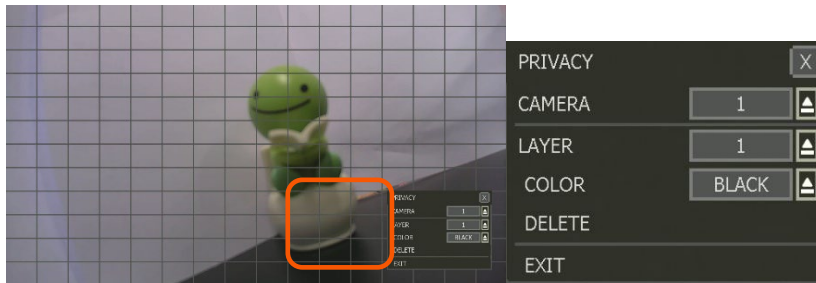 PRIVACY X
CAMERA 1
LAYER 1
COLOR BLACK
DELETE
EXIT
PRIVACY X
CAMERA 1
LAYER 1
COLOR BLACK
DELETE
EXIT